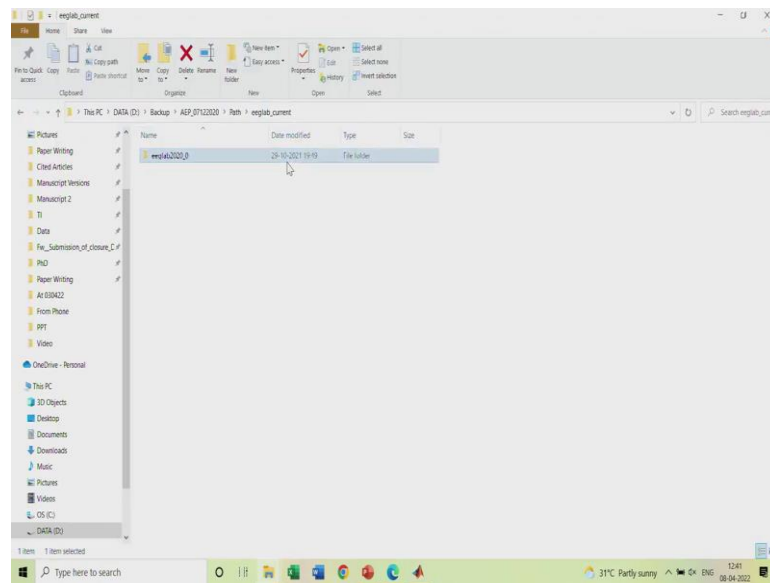 eeglab_current
File Home Share View
Pin to Quick access Copy Paste Cut Copy path Paste shortcut
Move to Copy to Delete Rename New folder
New item Easy access Properties Open Edit History
Select all Select none Invert selection
Clipboard Organize New Open Select
This PC > DATA (D:) > Backup > AEP_07122020 > Path > eeglab_current
Name Date modified Type Size
eeglab2020_0 29-10-2021 19:49 File folder
Pictures
Paper Writing
Cited Articles
Manuscript Versions
Manuscript 2
TI
Data
Fw_Submission_of_closure_
PhD
Paper Writing
At 030422
From Phone
PPT
Video
OneDrive - Personal
This PC
3D Objects
Desktop
Documents
Downloads
Music
Pictures
Videos
OS (C:)
DATA (D:)
1 item 1 item selected
Type here to search
31°C Partly sunny ENG
12:41
08-04-2022